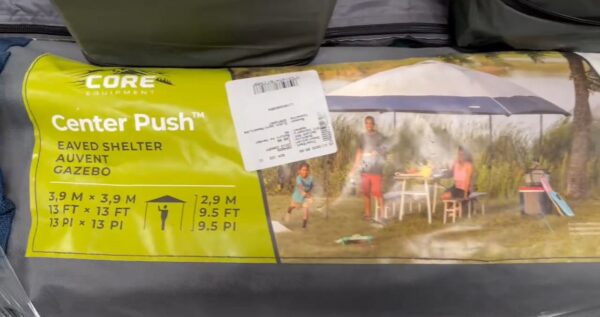 CORE
EQUIPMENT
Center Push™
EAVED SHELTER
AUVENT
GAZEBO
3,9 M × 3,9 M
13 FT × 13 FT
13 PI × 13 PI
2,9 M
9.5 FT
9.5 PI